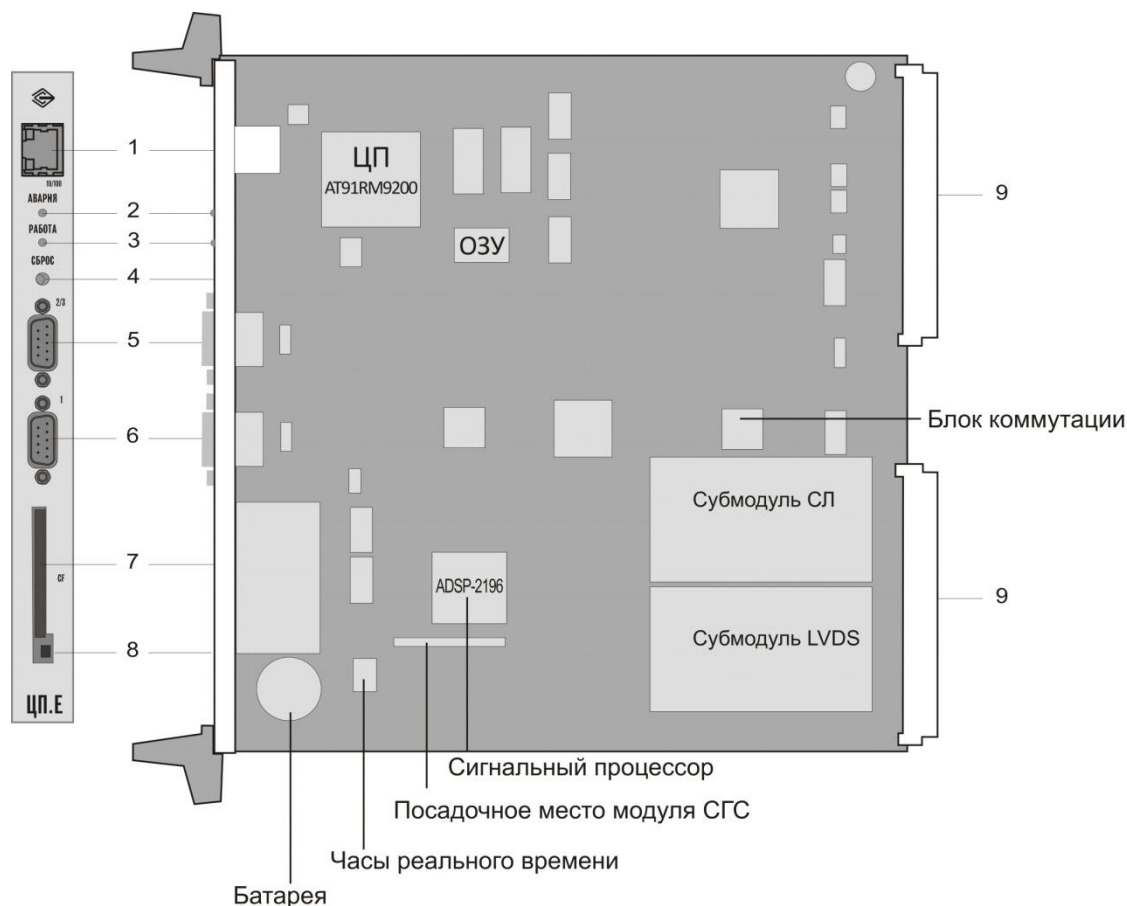 10/100
АВАРИЯ
РАБОТА
СБРОС
2/3
1
CF
ЦП.Е
1
2
3
4
5
6
7
8
ЦП
AT91RM9200
ОЗУ
9
Блок коммутации
Субмодуль СЛ
ADSP-2196
Субмодуль LVDS
9
Сигнальный процессор
Посадочное место модуля СГС
Часы реального времени
Батарея